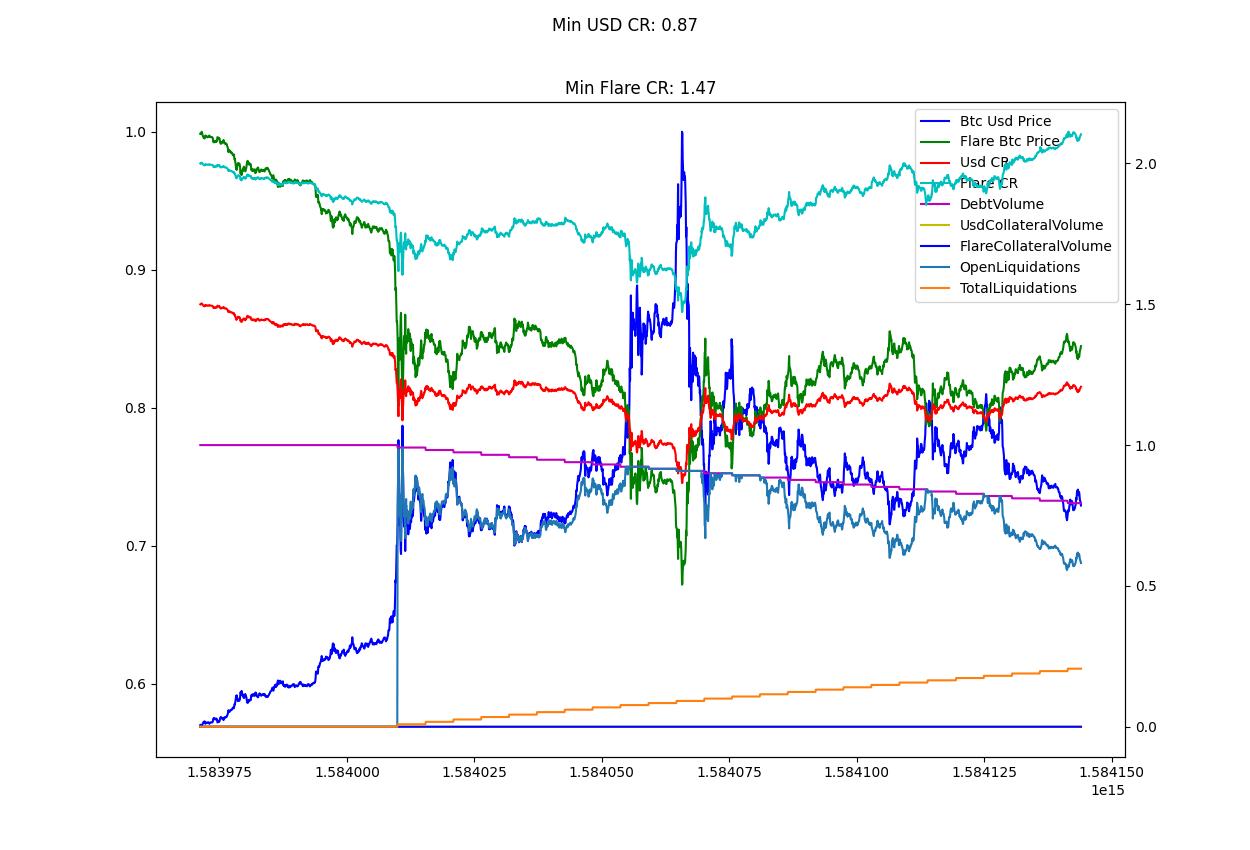 Min USD CR: 0.87
Min Flare CR: 1.47
Btc Usd Price
Flare Btc Price
Usd CR
Flare CR
DebtVolume
UsdCollateralVolume
FlareCollateralVolume
OpenLiquidations
TotalLiquidations
1.0
0.9
0.8
0.7
0.6
2.0
1.5
1.0
0.5
0.0
1.583975
1.584000
1.584025
1.584050
1.584075
1.584100
1.584125
1.584150
1e15